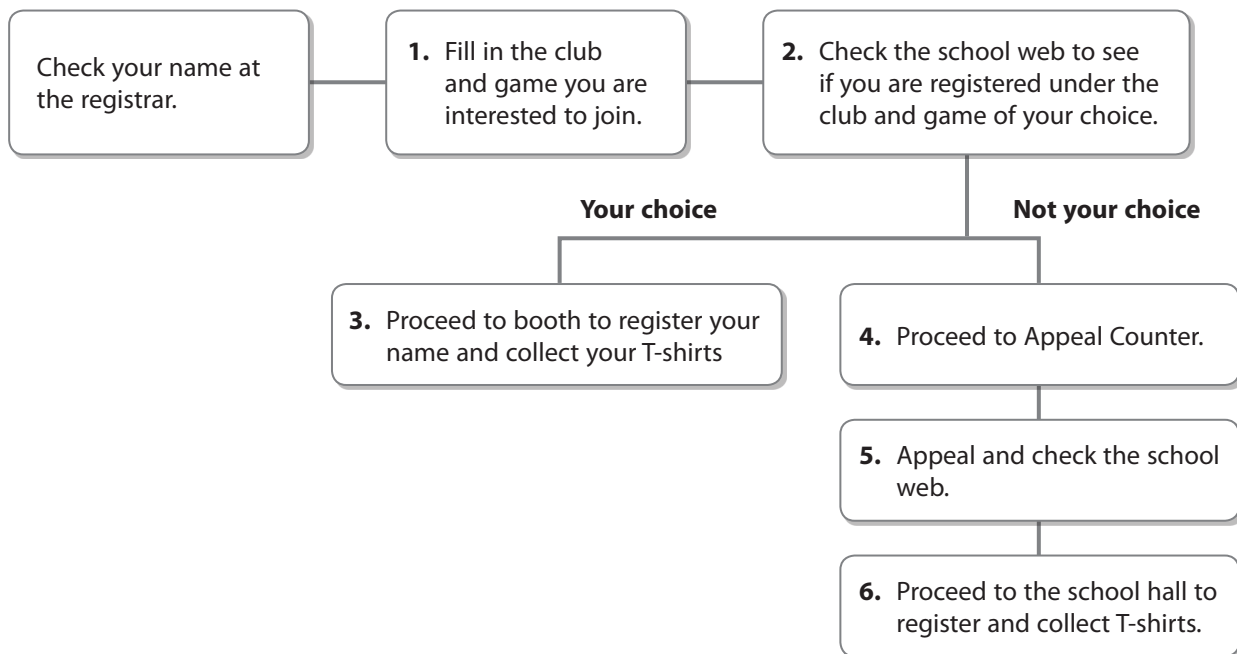 Check your name at
the registrar.
1. Fill in the club
and game you are
interested to join.
2. Check the school web to see
if you are registered under the
club and game of your choice.
Your choice
Not your choice
3. Proceed to booth to register your
name and collect your T-shirts
4. Proceed to Appeal Counter.
5. Appeal and check the school
web.
6. Proceed to the school hall to
register and collect T-shirts.